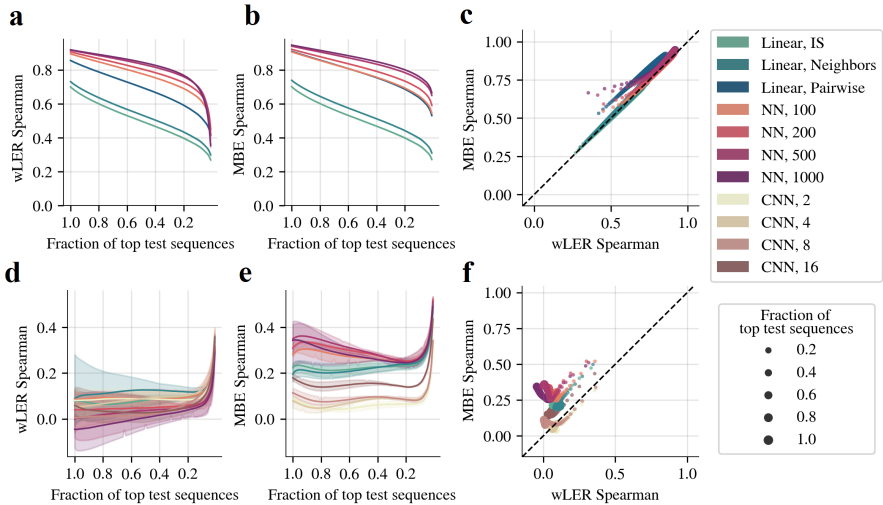 a
wLER Spearman
0.8
0.6
0.4
0.2
0.0
1.0 0.8 0.6 0.4 0.2
Fraction of top test sequences
b
MBE Spearman
0.8
0.6
0.4
0.2
0.0
1.0 0.8 0.6 0.4 0.2
Fraction of top test sequences
c
MBE Spearman
1.00
0.75
0.50
0.25
0.00
0.0 0.5 1.0
wLER Spearman
Linear, IS
Linear, Neighbors
Linear, Pairwise
NN, 100
NN, 200
NN, 500
NN, 1000
CNN, 2
CNN, 4
CNN, 8
CNN, 16
d
wLER Spearman
0.4
0.2
0.0
1.0 0.8 0.6 0.4 0.2
Fraction of top test sequences
e
MBE Spearman
0.4
0.2
0.0
1.0 0.8 0.6 0.4 0.2
Fraction of top test sequences
f
MBE Spearman
1.00
0.75
0.50
0.25
0.00
0.0 0.5 1.0
wLER Spearman
Fraction of
top test sequences
0.2
0.4
0.6
0.8
1.0